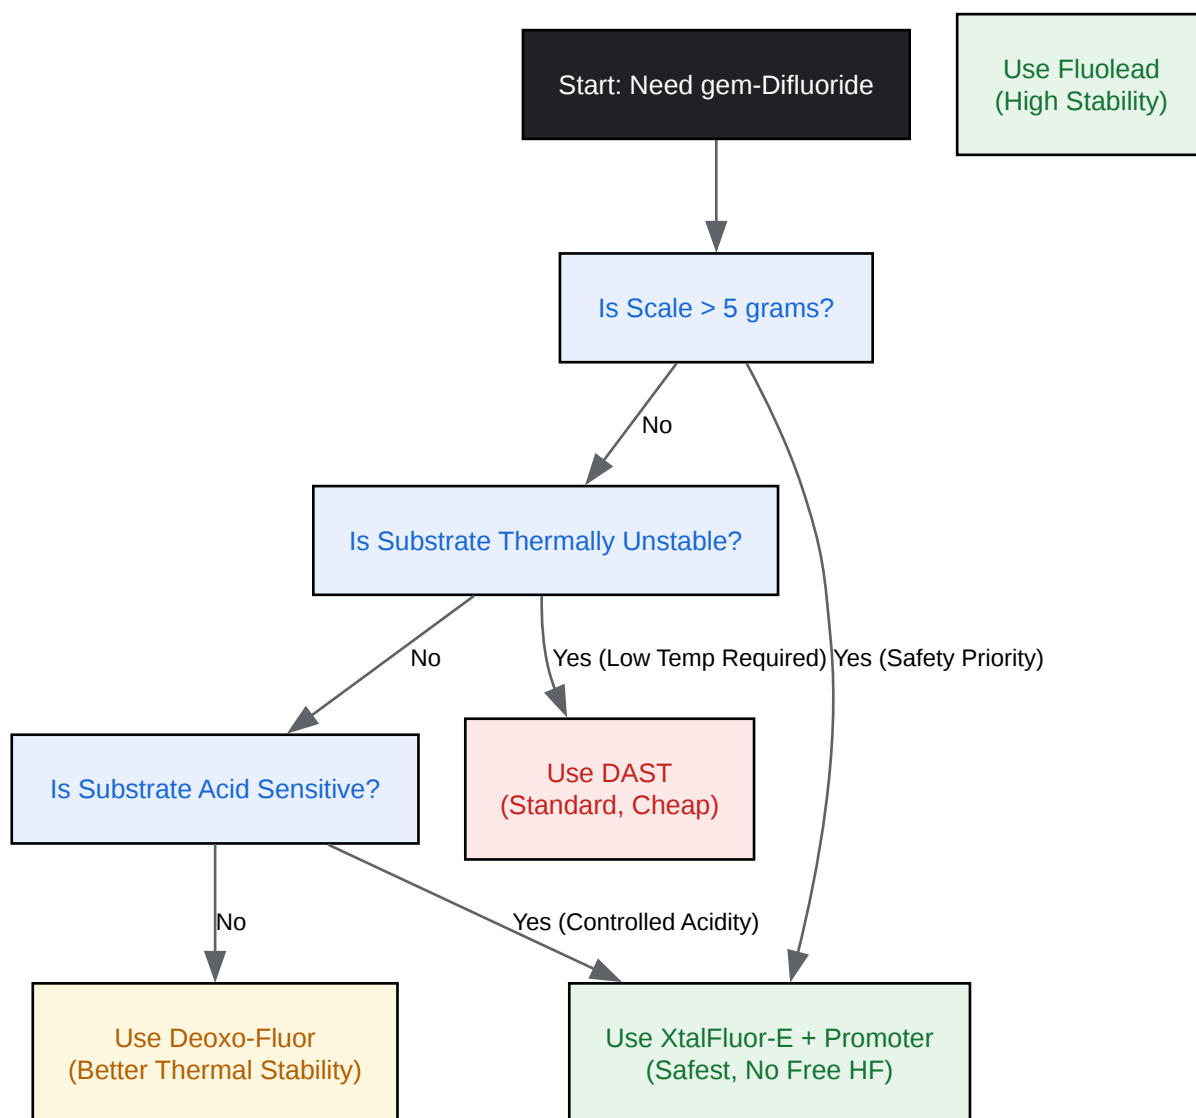 Start: Need gem-Difluoride
Use Fluolead
(High Stability)
Is Scale > 5 grams?
No
Is Substrate Thermally Unstable?
No
Yes (Low Temp Required)
Yes (Safety Priority)
Is Substrate Acid Sensitive?
Use DAST
(Standard, Cheap)
No
Yes (Controlled Acidity)
Use Deoxo-Fluor
(Better Thermal Stability)
Use XtalFluor-E + Promoter
(Safest, No Free HF)